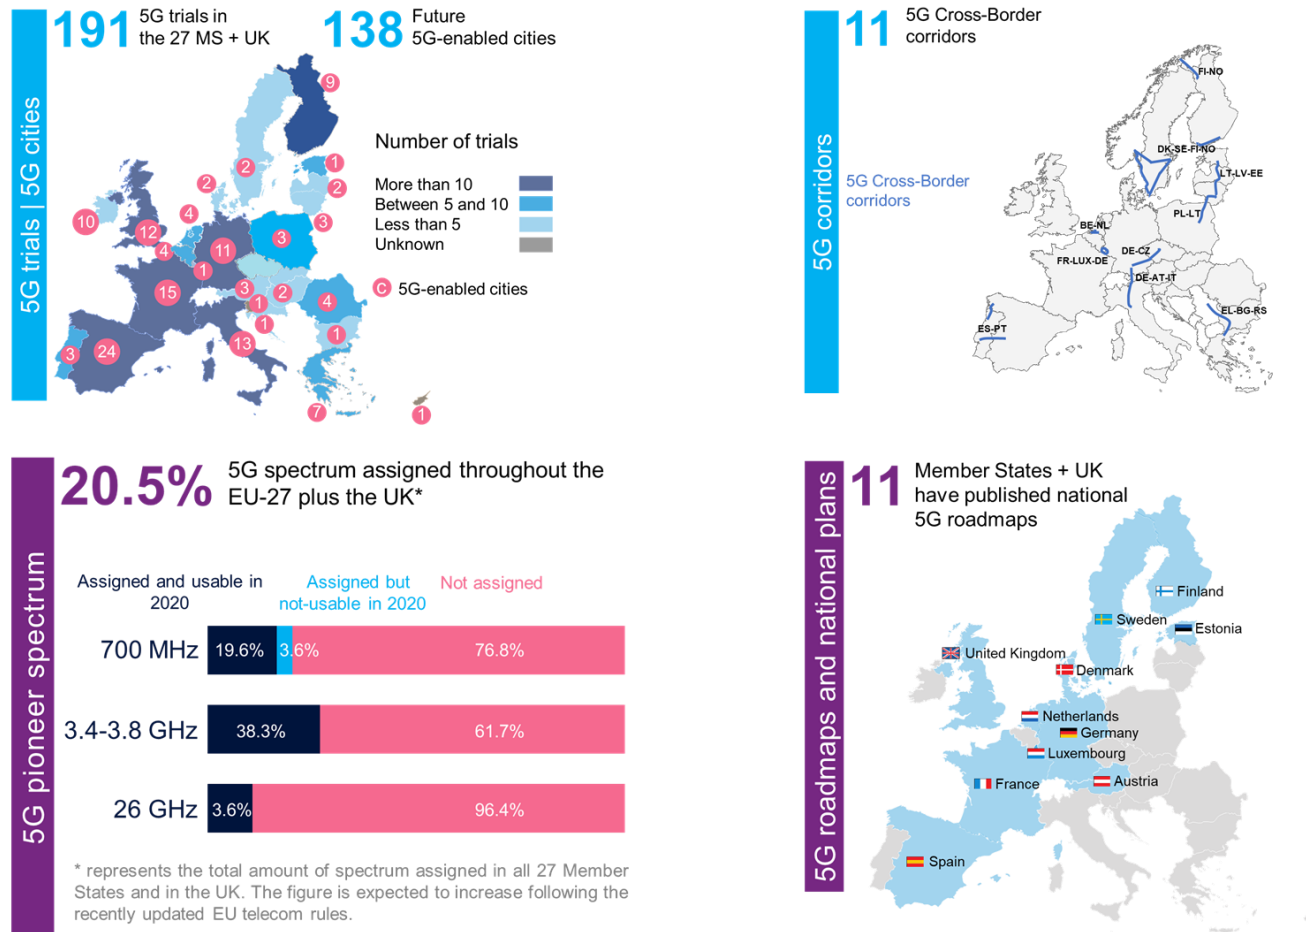 5G trials | 5G cities
191
5G trials in
the 27 MS + UK
138
Future
5G-enabled cities
9
2
1
2
2
4
3
10
12
4
11
3
1
15
3
2
1
4
1
1
13
3
24
7
1
Number of trials
More than 10
Between 5 and 10
Less than 5
Unknown
C 5G-enabled cities
5G corridors
11
5G Cross-Border
corridors
5G Cross-Border
corridors
FI-NO
DK-SE-FI-NO
LT-LV-EE
PL-LT
BE-NL
DE-CZ
FR-LUX-DE
DE-AT-IT
EL-BG-RS
ES-PT
5G pioneer spectrum
20.5%
5G spectrum assigned throughout the
EU-27 plus the UK*
Assigned and usable in
2020
Assigned but
not-usable in 2020
Not assigned
700 MHz
19.6%
3.6%
76.8%
3.4-3.8 GHz
38.3%
61.7%
26 GHz
3.6%
96.4%
* represents the total amount of spectrum assigned in all 27 Member
States and in the UK. The figure is expected to increase following the
recently updated EU telecom rules.
5G roadmaps and national plans
11
Member States + UK
have published national
5G roadmaps
Finland
Sweden
Estonia
United Kingdom
Denmark
Netherlands
Germany
Luxembourg
France
Austria
Spain